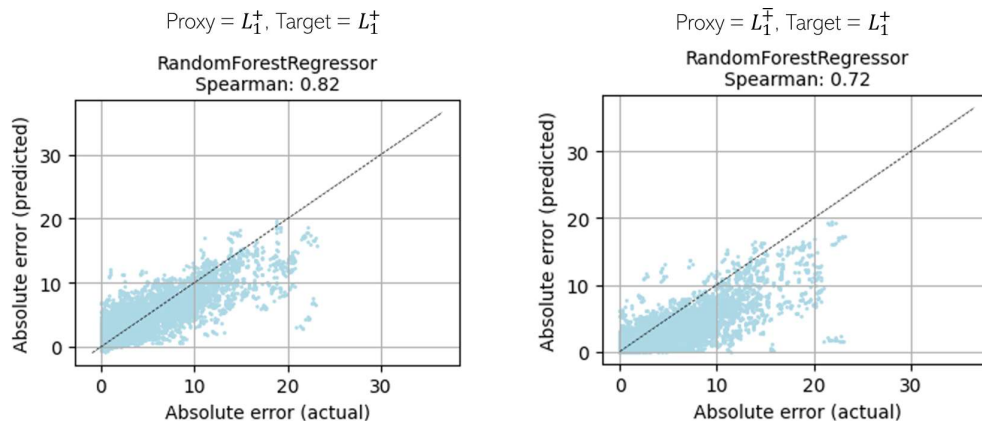 Proxy = L₁⁺, Target = L₁⁺
RandomForestRegressor
Spearman: 0.82
Absolute error (predicted)
30
20
10
0
0 10 20 30
Absolute error (actual)
Proxy = L₁∓, Target = L₁⁺
RandomForestRegressor
Spearman: 0.72
Absolute error (predicted)
30
20
10
0
0 10 20 30
Absolute error (actual)